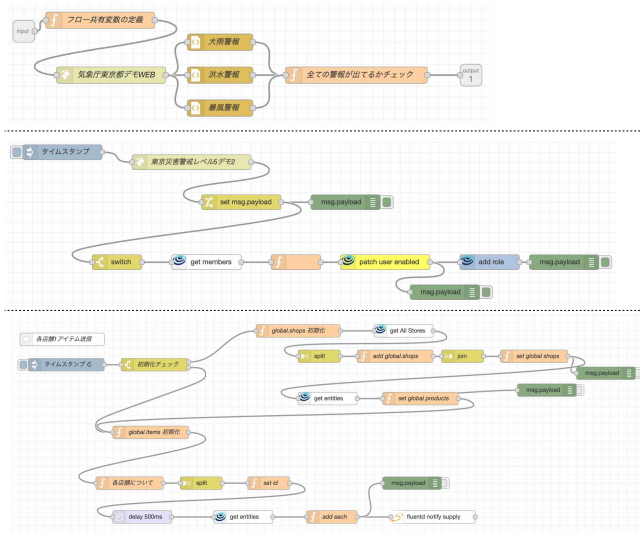 フロー共有変数の定義
input
大雨警報
気象庁東京都デモWEB
洪水警報
全ての警報が出てるかチェック
output
1
暴風警報
タイムスタンプ
東京災害警戒レベル5デモ2
set msg.payload
msg.payload
switch
get members
patch user enabled
add role
msg.payload
msg.payload
各店舗1アイテム送信
global.shops 初期化
get All Stores
タイムスタンプ ↻
初期化チェック
split
add global.shops
join
set global shops
msg.payload
get entities
set global products
msg.payload
global.items 初期化
各店舗について
split
set id
msg.payload
delay 500ms
get entities
add each
fluentd notify supply